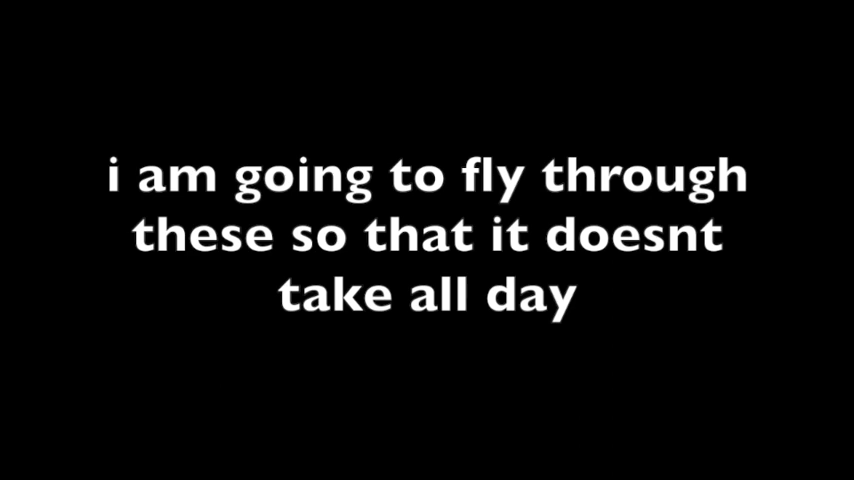 i am going to fly through
these so that it doesnt
take all day